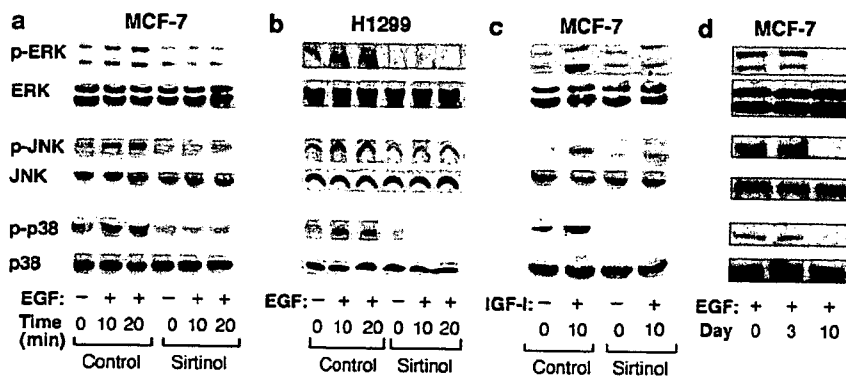 a MCF-7 b H1299 c MCF-7 d MCF-7
p-ERK
ERK
p-JNK
JNK
p-p38
p38
EGF: − + + − + + EGF: − + + − + + IGF-I: − + − + EGF: + + +
Time (min) 0 10 20 0 10 20 0 10 20 0 10 20 0 10 0 10 Day 0 3 10
Control Sirtinol Control Sirtinol Control Sirtinol